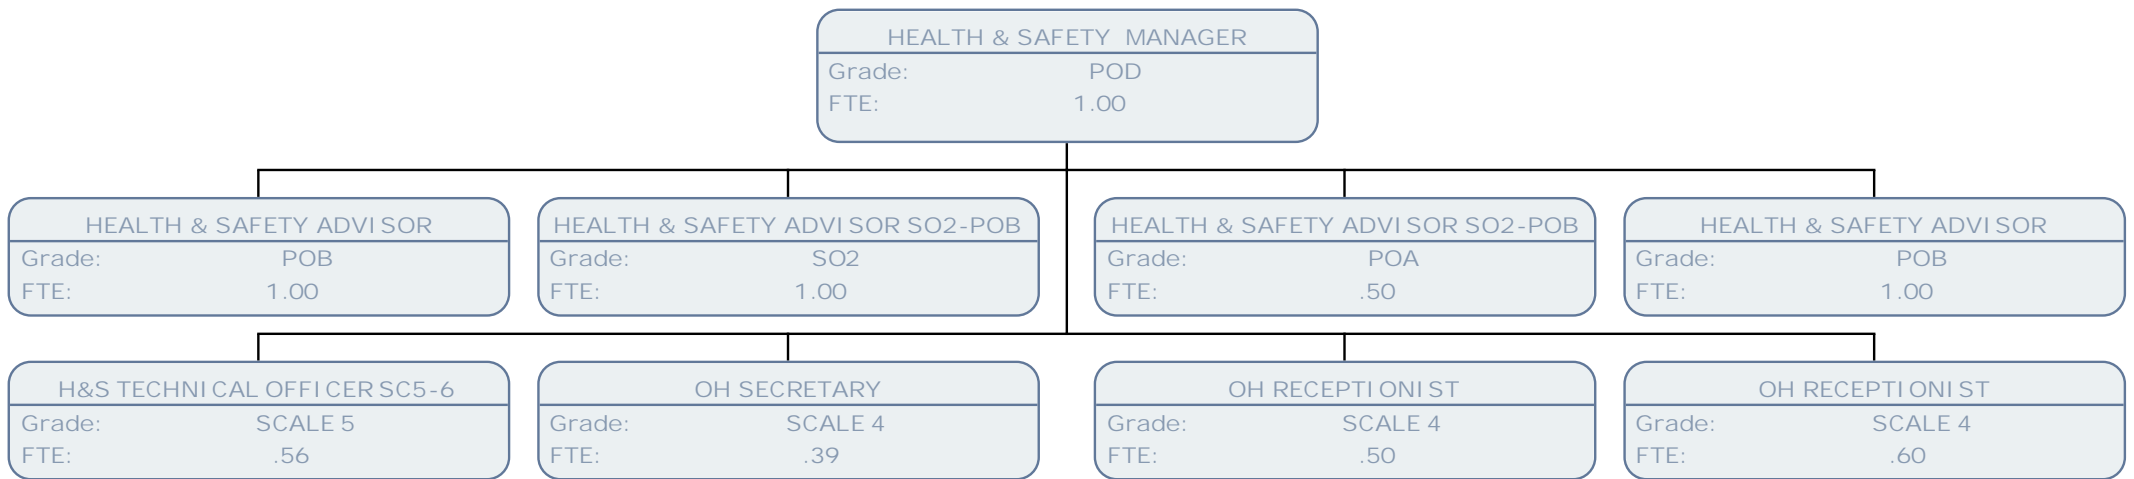 HEALTH & SAFETY MANAGER
Grade: POD
FTE: 1.00
HEALTH & SAFETY ADVISOR
Grade: POB
FTE: 1.00
HEALTH & SAFETY ADVISOR SO2-POB
Grade: SO2
FTE: 1.00
HEALTH & SAFETY ADVISOR SO2-POB
Grade: POA
FTE: .50
HEALTH & SAFETY ADVISOR
Grade: POB
FTE: 1.00
H&S TECHNICAL OFFICER SC5-6
Grade: SCALE 5
FTE: .56
OH SECRETARY
Grade: SCALE 4
FTE: .39
OH RECEPTIONIST
Grade: SCALE 4
FTE: .50
OH RECEPTIONIST
Grade: SCALE 4
FTE: .60